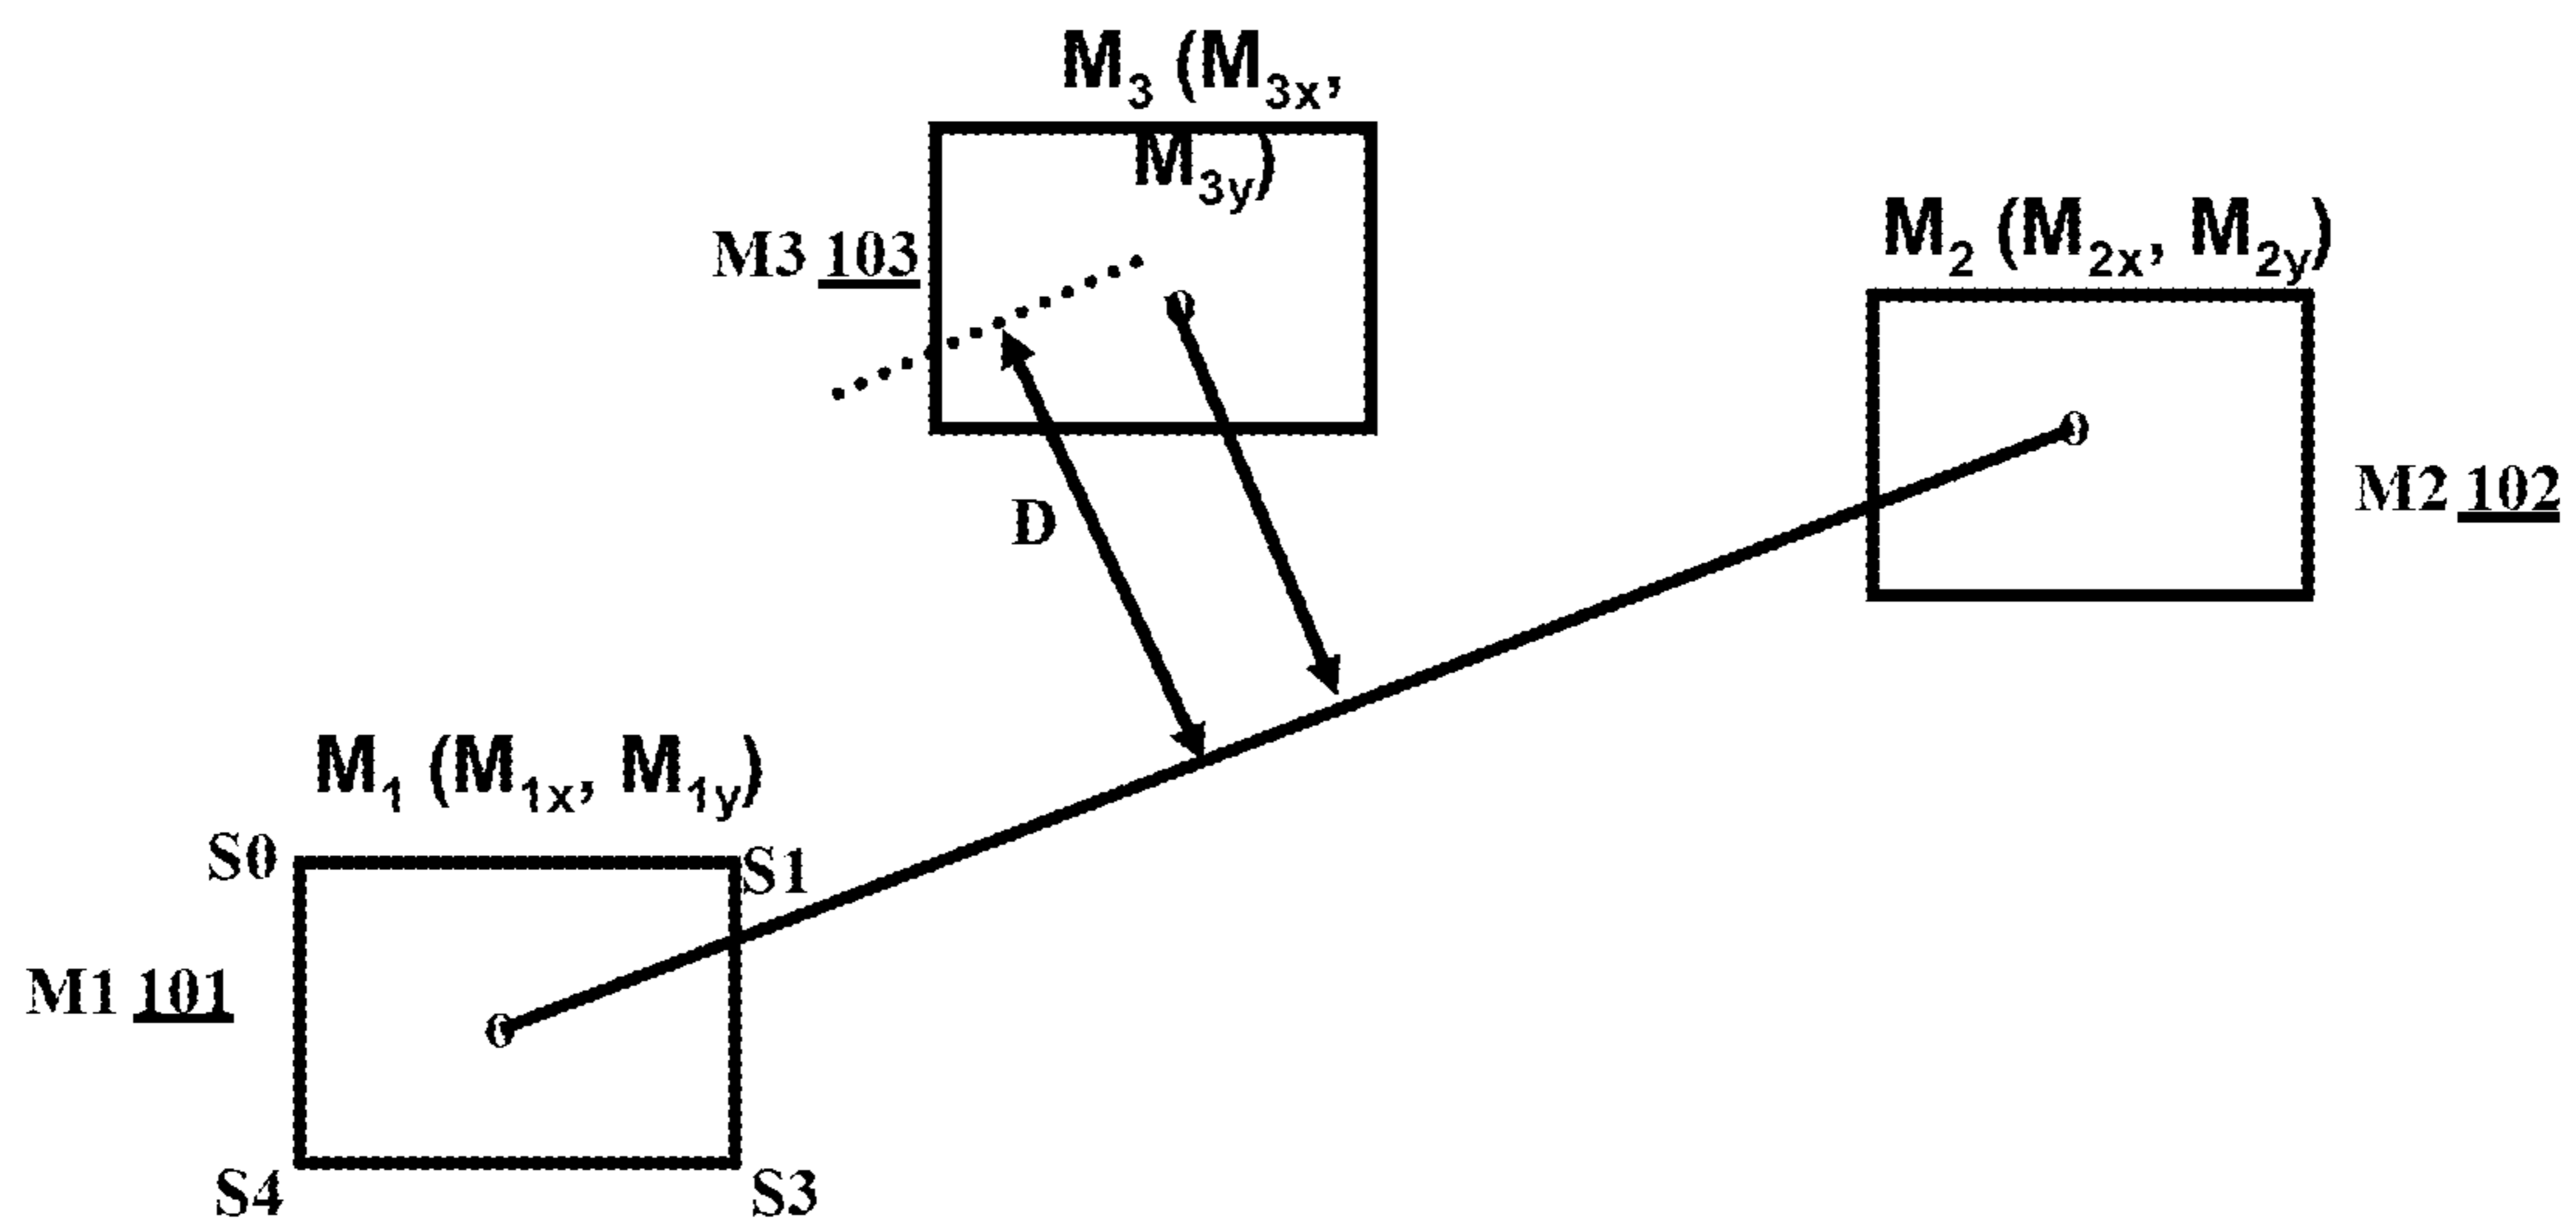 M3 (M3x,
M3y)
M3 103
M2 (M2x, M2y)
M2 102
D
M1 (M1x, M1y)
S0
S1
M1 101
S4
S3